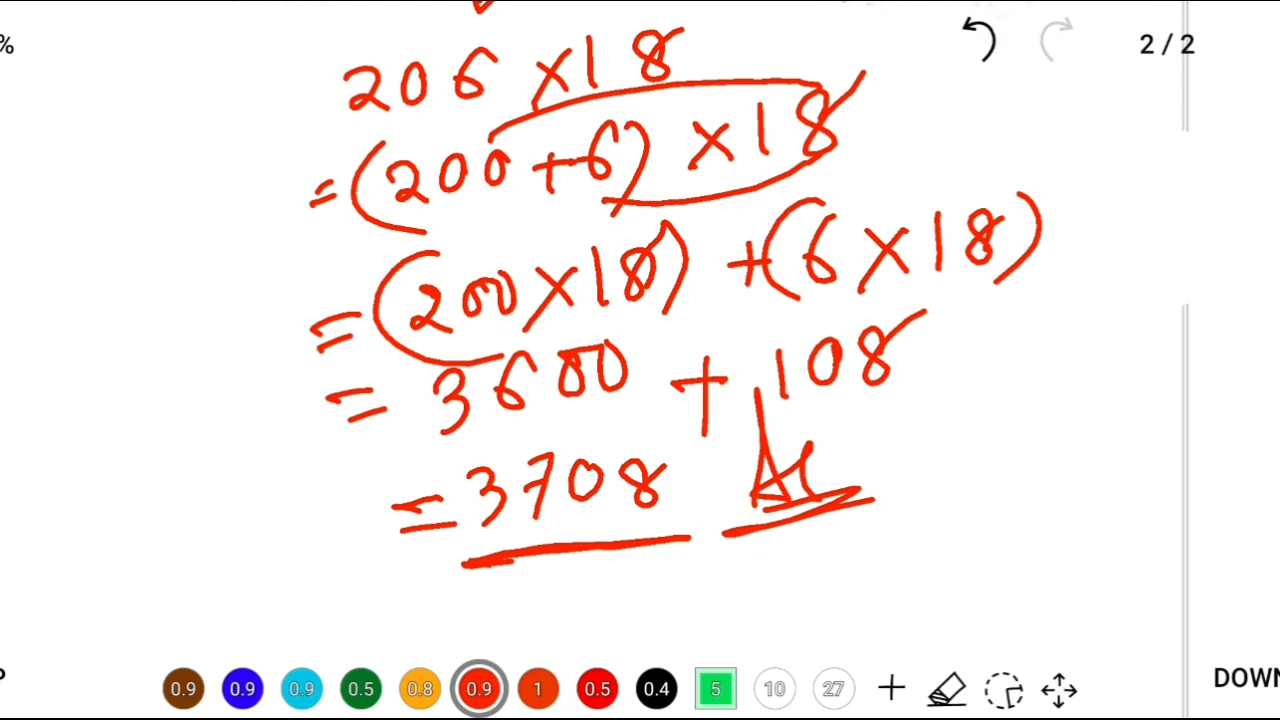 %
2 / 2
206 × 18
= (200 + 6) × 18
= (200 × 18) + (6 × 18)
= 3600 + 108
= 3708
0.9 0.9 0.9 0.5 0.8 0.9 1 0.5 0.4 5 10 27
DOWN